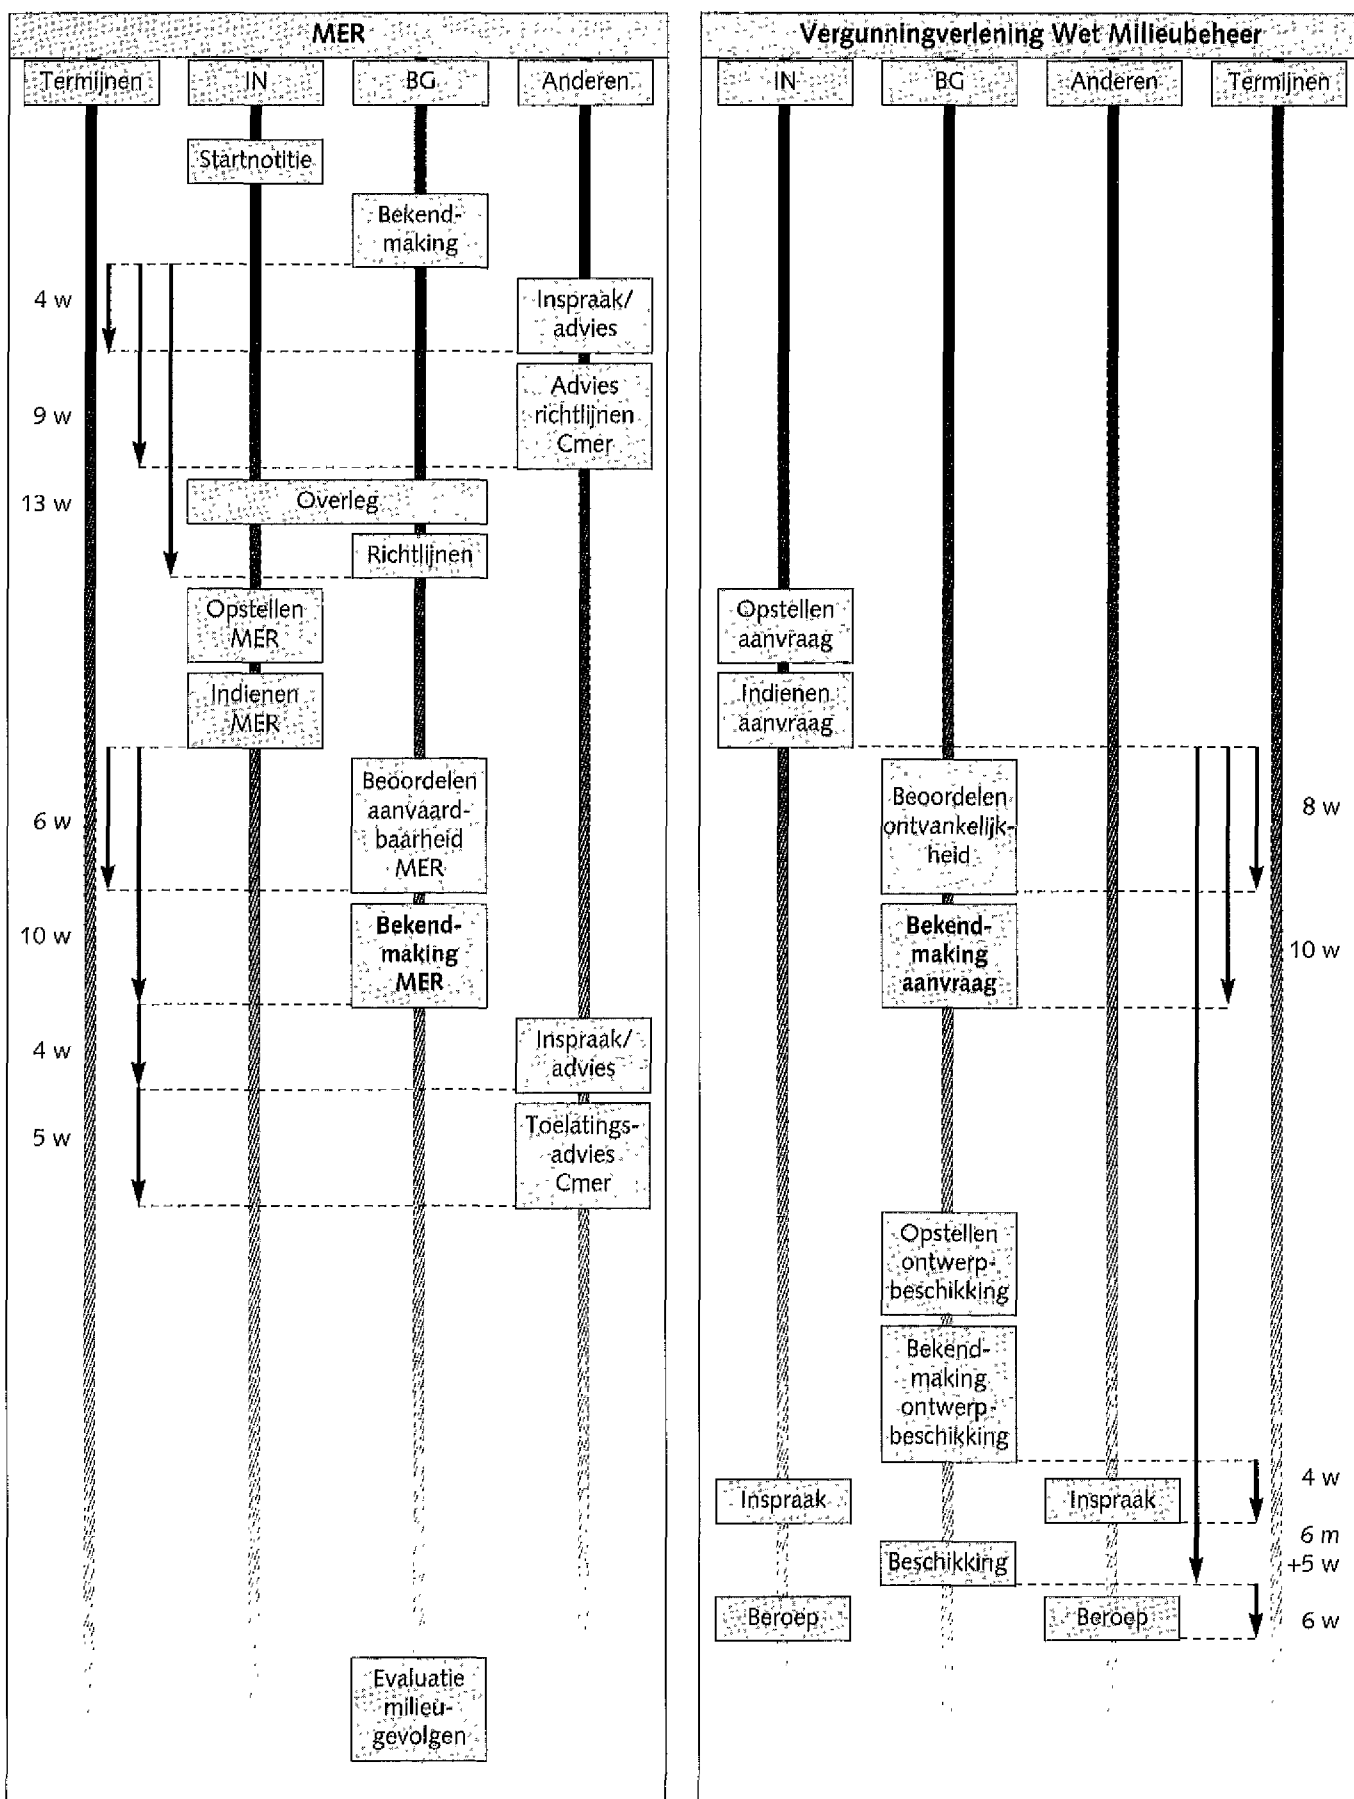 MER
Termijnen
IN
BG
Anderen
Startnotitie
Bekend-
making
4 w
Inspraak/
advies
9 w
Advies
richtlijnen
Cmer
13 w
Overleg
Richtlijnen
Opstellen
MER
Indienen
MER
6 w
Beoordelen
aanvaard-
baarheid
MER
10 w
Bekend-
making
MER
4 w
Inspraak/
advies
5 w
Toelatings-
advies
Cmer
Evaluatie
milieu-
gevolgen
Vergunningverlening Wet Milieubeheer
IN
BG
Anderen
Termijnen
Opstellen
aanvraag
Indienen
aanvraag
Beoordelen
ontvankelijk-
heid
8 w
Bekend-
making
aanvraag
10 w
Opstellen
ontwerp-
beschikking
Bekend-
making
ontwerp-
beschikking
4 w
Inspraak
Inspraak
6 m
+5 w
Beschikking
Beroep
Beroep
6 w